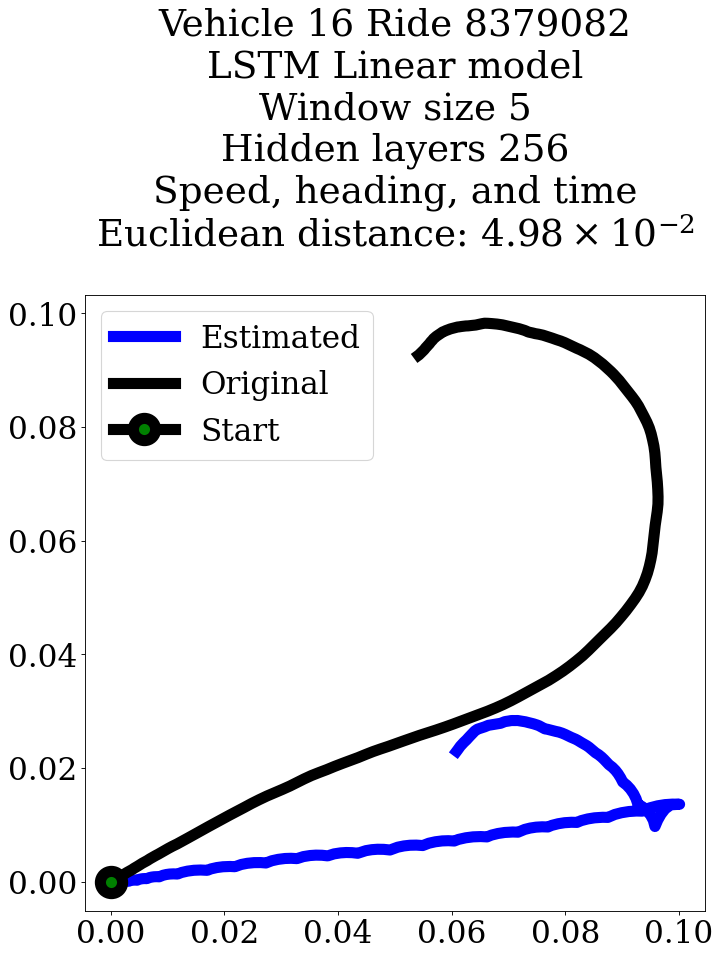 Vehicle 16 Ride 8379082
LSTM Linear model
Window size 5
Hidden layers 256
Speed, heading, and time
Euclidean distance: 4.98 × 10⁻²
Estimated
Original
Start
0.10
0.08
0.06
0.04
0.02
0.00
0.00 0.02 0.04 0.06 0.08 0.10